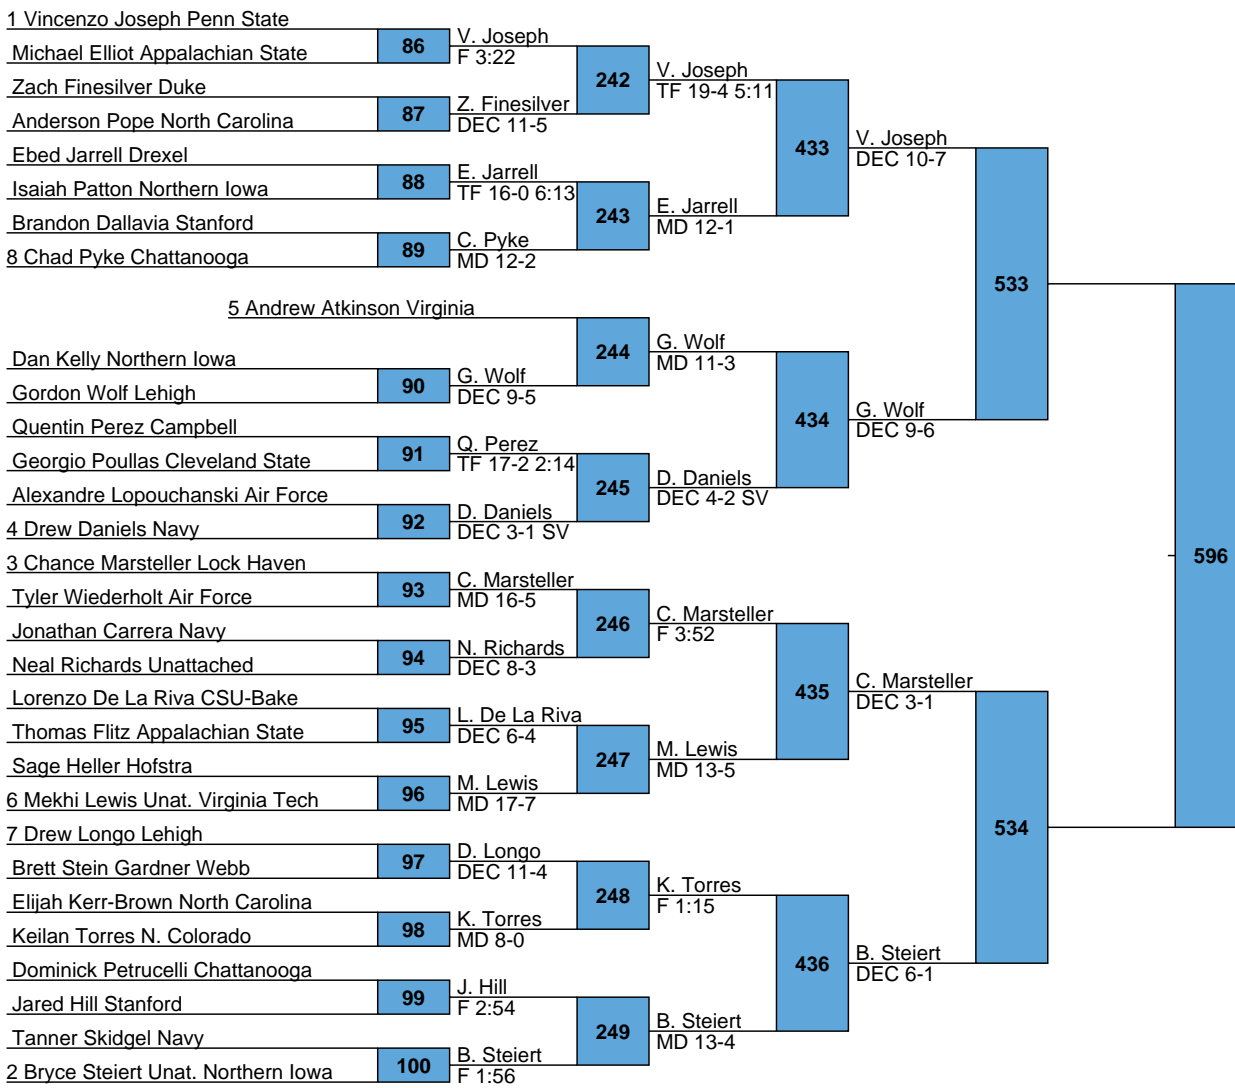 1 Vincenzo Joseph Penn State
86
V. Joseph
F 3:22
Michael Elliot Appalachian State
242
V. Joseph
TF 19-4 5:11
Zach Finesilver Duke
87
Z. Finesilver
DEC 11-5
Anderson Pope North Carolina
433
V. Joseph
DEC 10-7
Ebed Jarrell Drexel
88
E. Jarrell
TF 16-0 6:13
Isaiah Patton Northern Iowa
243
E. Jarrell
MD 12-1
Brandon Dallavia Stanford
89
C. Pyke
MD 12-2
8 Chad Pyke Chattanooga
533
5 Andrew Atkinson Virginia
244
G. Wolf
MD 11-3
Dan Kelly Northern Iowa
90
G. Wolf
DEC 9-5
Gordon Wolf Lehigh
434
G. Wolf
DEC 9-6
Quentin Perez Campbell
91
Q. Perez
TF 17-2 2:14
Georgio Poullas Cleveland State
245
D. Daniels
DEC 4-2 SV
Alexandre Lopouchanski Air Force
92
D. Daniels
DEC 3-1 SV
4 Drew Daniels Navy
596
3 Chance Marsteller Lock Haven
93
C. Marsteller
MD 16-5
Tyler Wiederholt Air Force
246
C. Marsteller
F 3:52
Jonathan Carrera Navy
94
N. Richards
DEC 8-3
Neal Richards Unattached
435
C. Marsteller
DEC 3-1
Lorenzo De La Riva CSU-Bake
95
L. De La Riva
DEC 6-4
Thomas Flitz Appalachian State
247
M. Lewis
MD 13-5
Sage Heller Hofstra
96
M. Lewis
MD 17-7
6 Mekhi Lewis Unat. Virginia Tech
534
7 Drew Longo Lehigh
97
D. Longo
DEC 11-4
Brett Stein Gardner Webb
248
K. Torres
F 1:15
Elijah Kerr-Brown North Carolina
98
K. Torres
MD 8-0
Keilan Torres N. Colorado
436
B. Steiert
DEC 6-1
Dominick Petrucelli Chattanooga
99
J. Hill
F 2:54
Jared Hill Stanford
249
B. Steiert
MD 13-4
Tanner Skidgel Navy
100
B. Steiert
F 1:56
2 Bryce Steiert Unat. Northern Iowa